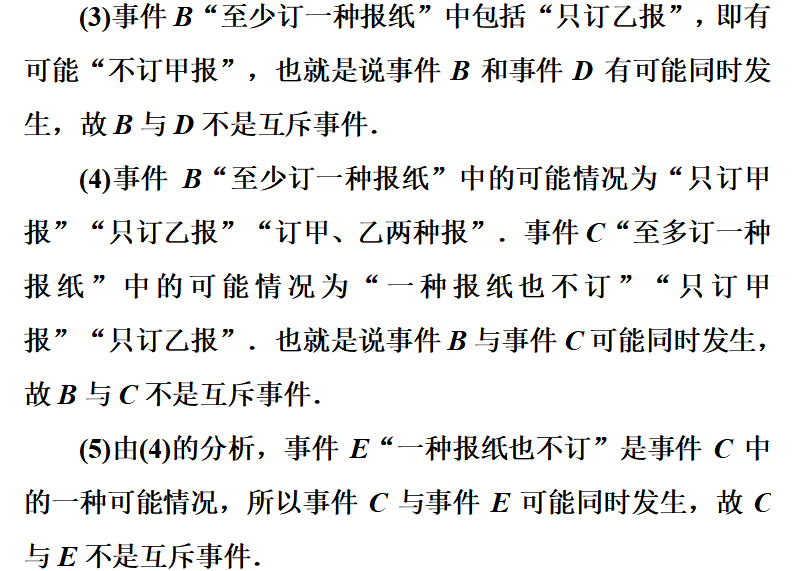 (3)事件 B“至少订一种报纸”中包括“只订乙报”，即有
可能“不订甲报”，也就是说事件 B 和事件 D 有可能同时发
生，故 B 与 D 不是互斥事件．
(4)事件 B“至少订一种报纸”中的可能情况为“只订甲
报”“只订乙报”“订甲、乙两种报”．事件 C“至多订一种
报纸”中的可能情况为“一种报纸也不订”“只订甲
报”“只订乙报”．也就是说事件 B 与事件 C 可能同时发生，
故 B 与 C 不是互斥事件．
(5)由(4)的分析，事件 E“一种报纸也不订”是事件 C 中
的一种可能情况，所以事件 C 与事件 E 可能同时发生，故 C
与 E 不是互斥事件．